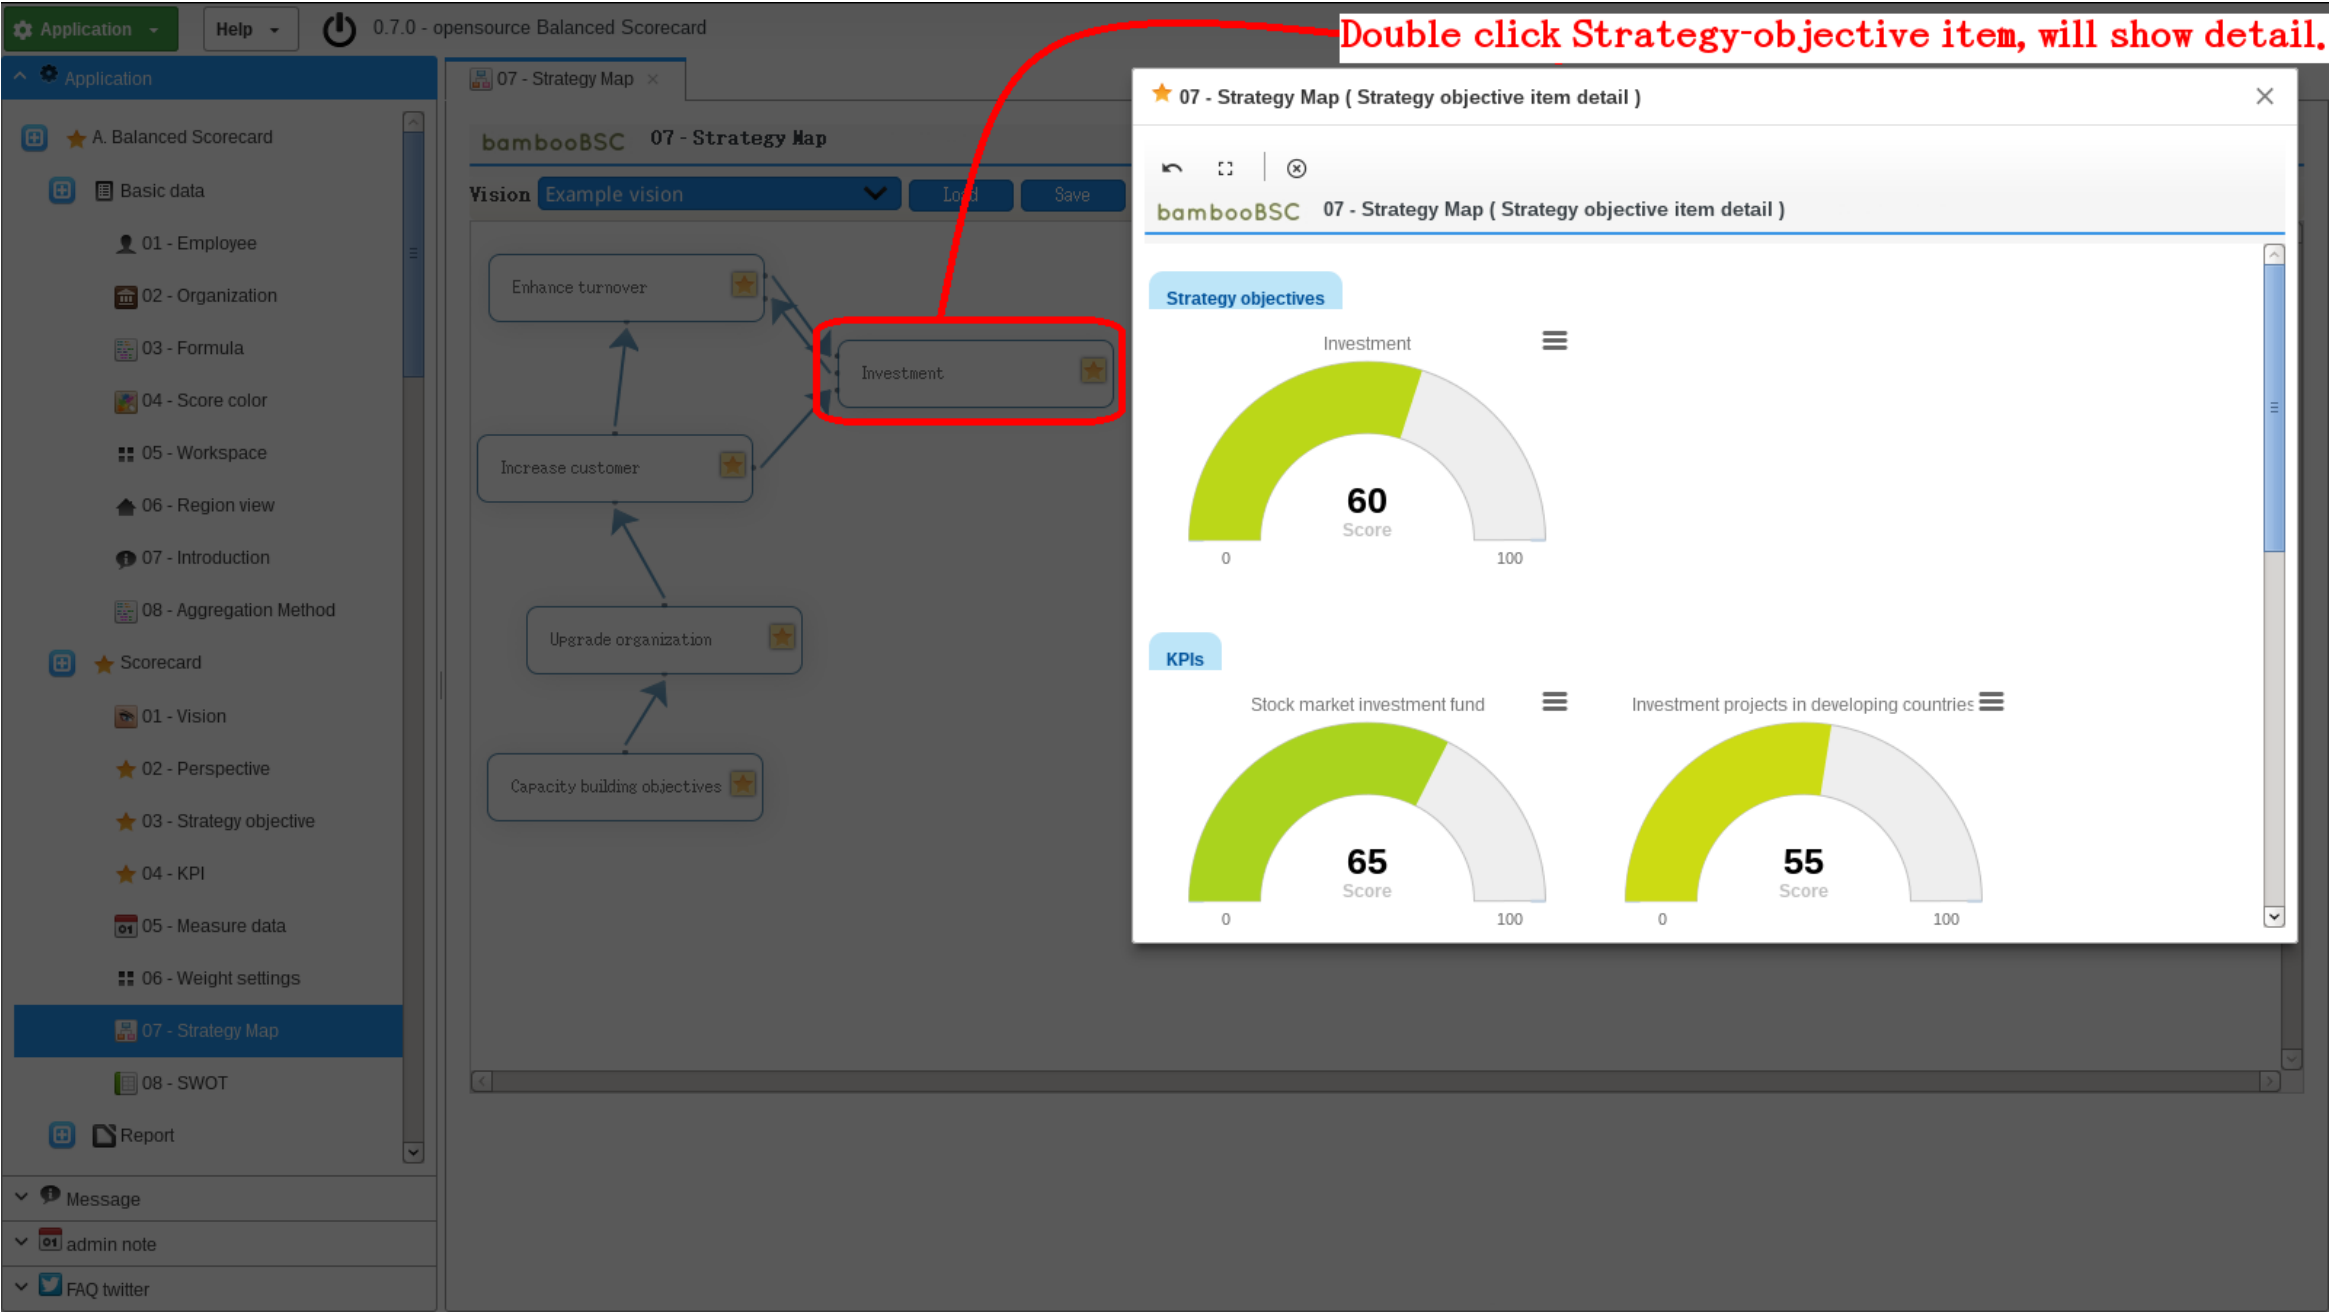 Application
Help
0.7.0 - opensource Balanced Scorecard
Double click Strategy-objective item, will show detail.
Application
A. Balanced Scorecard
Basic data
01 - Employee
02 - Organization
03 - Formula
04 - Score color
05 - Workspace
06 - Region view
07 - Introduction
08 - Aggregation Method
Scorecard
01 - Vision
02 - Perspective
03 - Strategy objective
04 - KPI
05 - Measure data
06 - Weight settings
07 - Strategy Map
08 - SWOT
Report
Message
admin note
FAQ twitter
07 - Strategy Map
bambooBSC 07 - Strategy Map
Vision Example vision Load Save
Enhance turnover
Investment
Increase customer
Upgrade organization
Capacity building objectives
07 - Strategy Map ( Strategy objective item detail )
bambooBSC 07 - Strategy Map ( Strategy objective item detail )
Strategy objectives
Investment
60
Score
0 100
KPIs
Stock market investment fund
65
Score
0 100
Investment projects in developing countries
55
Score
0 100